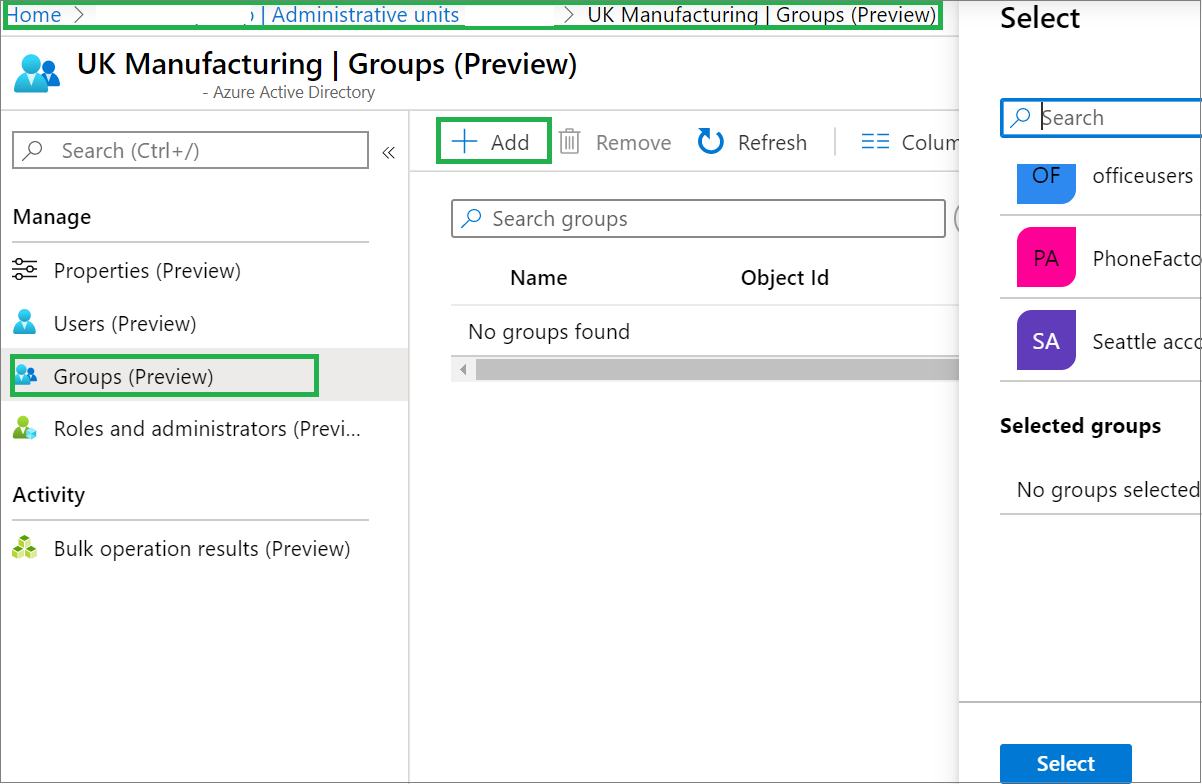 Home > | Administrative units > UK Manufacturing | Groups (Preview)
UK Manufacturing | Groups (Preview)
- Azure Active Directory
Search (Ctrl+/)
«
Manage
Properties (Preview)
Users (Preview)
Groups (Preview)
Roles and administrators (Previ...
Activity
Bulk operation results (Preview)
Add
Remove
Refresh
Colum
Search groups
Name Object Id
No groups found
Select
Search
OF officeusers
PA PhoneFacto
SA Seattle acco
Selected groups
No groups selected
Select